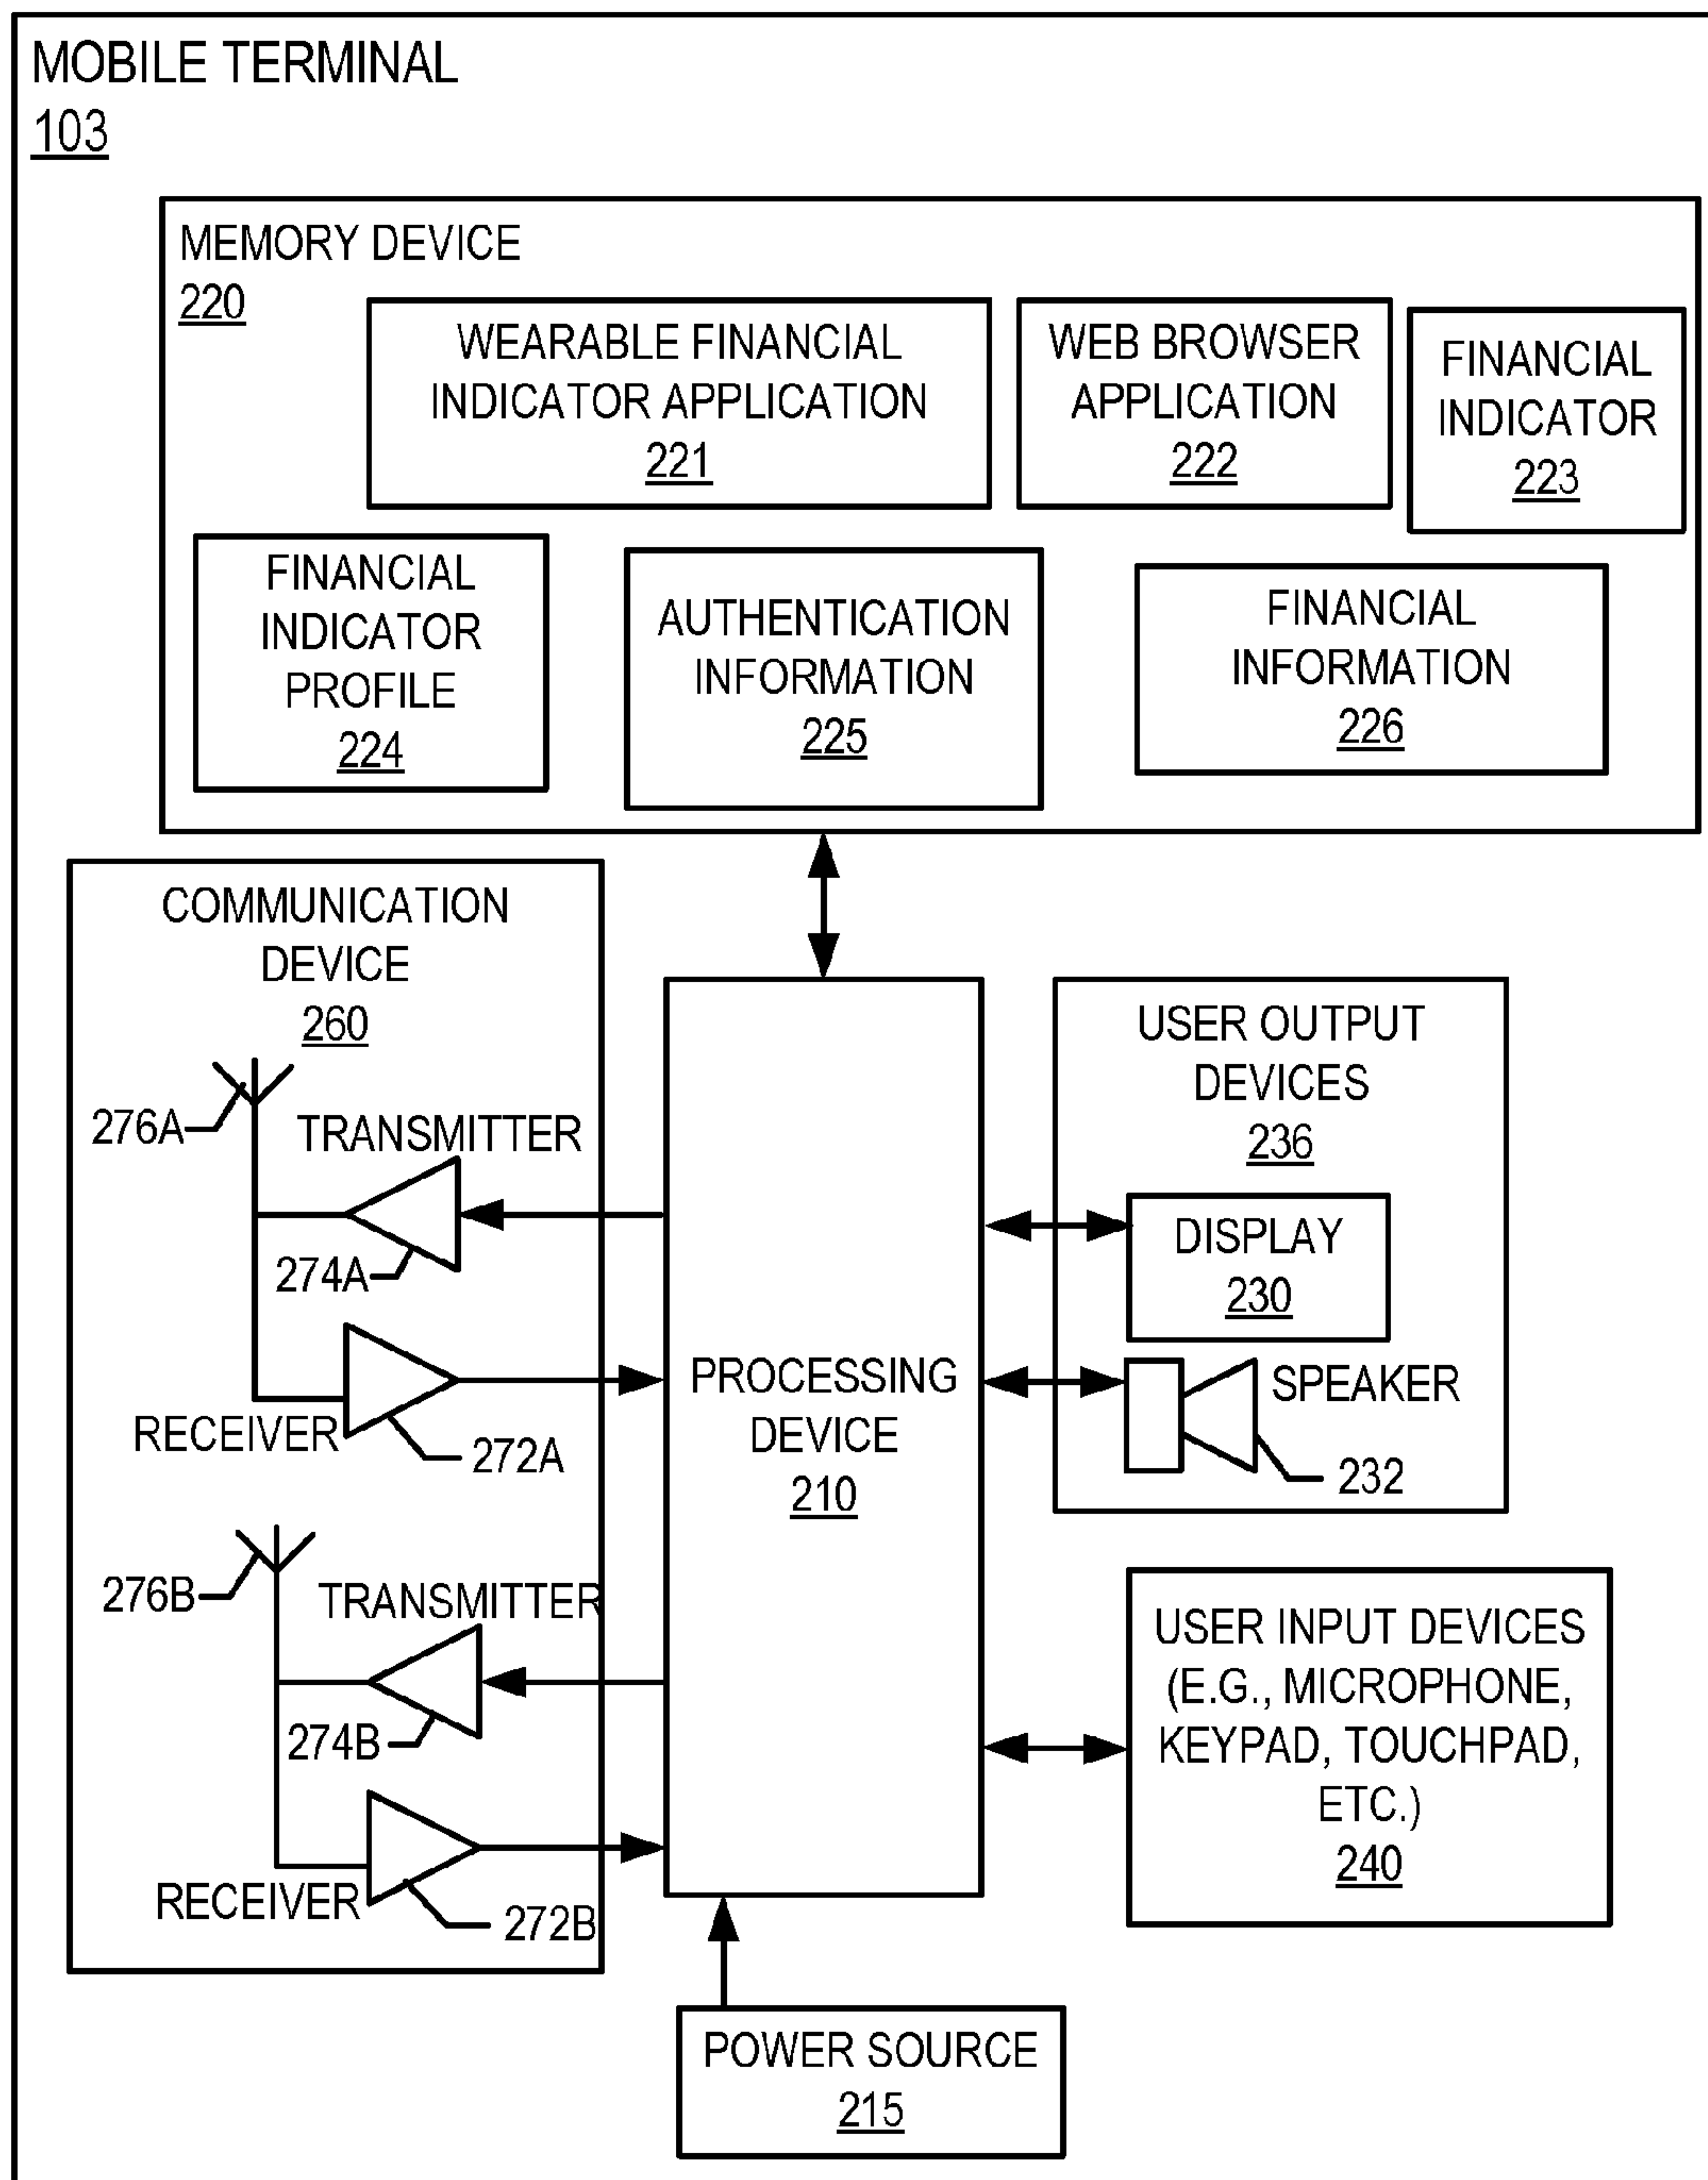 MOBILE TERMINAL
103
MEMORY DEVICE
220
WEARABLE FINANCIAL
INDICATOR APPLICATION
221
WEB BROWSER
APPLICATION
222
FINANCIAL
INDICATOR
223
FINANCIAL
INDICATOR
PROFILE
224
AUTHENTICATION
INFORMATION
225
FINANCIAL
INFORMATION
226
COMMUNICATION
DEVICE
260
276A
TRANSMITTER
274A
RECEIVER
272A
276B
TRANSMITTER
274B
RECEIVER
272B
PROCESSING
DEVICE
210
USER OUTPUT
DEVICES
236
DISPLAY
230
SPEAKER
232
USER INPUT DEVICES
(E.G., MICROPHONE,
KEYPAD, TOUCHPAD,
ETC.)
240
POWER SOURCE
215